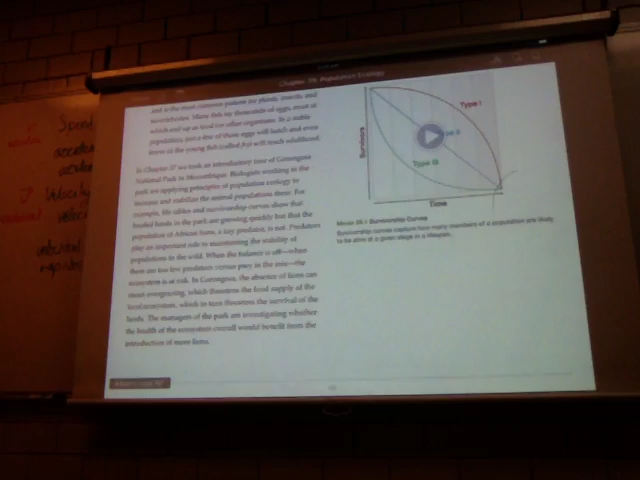 Chapter 39: Population Ecology
and is the most common pattern for plants, insects, and
invertebrates. Many fish lay thousands of eggs, most of
which end up as food for other organisms. In a stable
population, just a few of those eggs will hatch and even
fewer of the young fish (called fry) will reach adulthood.
In Chapter 37 we took an introductory tour of Gorongosa
National Park in Mozambique. Biologists working in the
park are applying principles of population ecology to
increase and stabilize the animal populations there. For
example, life tables and survivorship curves show that
hoofed herds in the park are growing quickly but that the
population of African lions, a key predator, is not. Predators
play an important role in maintaining the stability of
populations in the wild. When the balance is off—when
there are too few predators versus prey in the mix—the
ecosystem is at risk. In Gorongosa, the absence of lions can
mean overgrazing, which threatens the food supply of the
local ecosystem, which in turn threatens the survival of the
herds. The managers of the park are investigating whether
the health of the ecosystem overall would benefit from the
introduction of more lions.
Survivors
Type I
Type III
Time
Survivorship Curves
Survivorship curves capture how many members of a population are likely
to be alive at a given stage in a lifespan.
Speed
Velocity